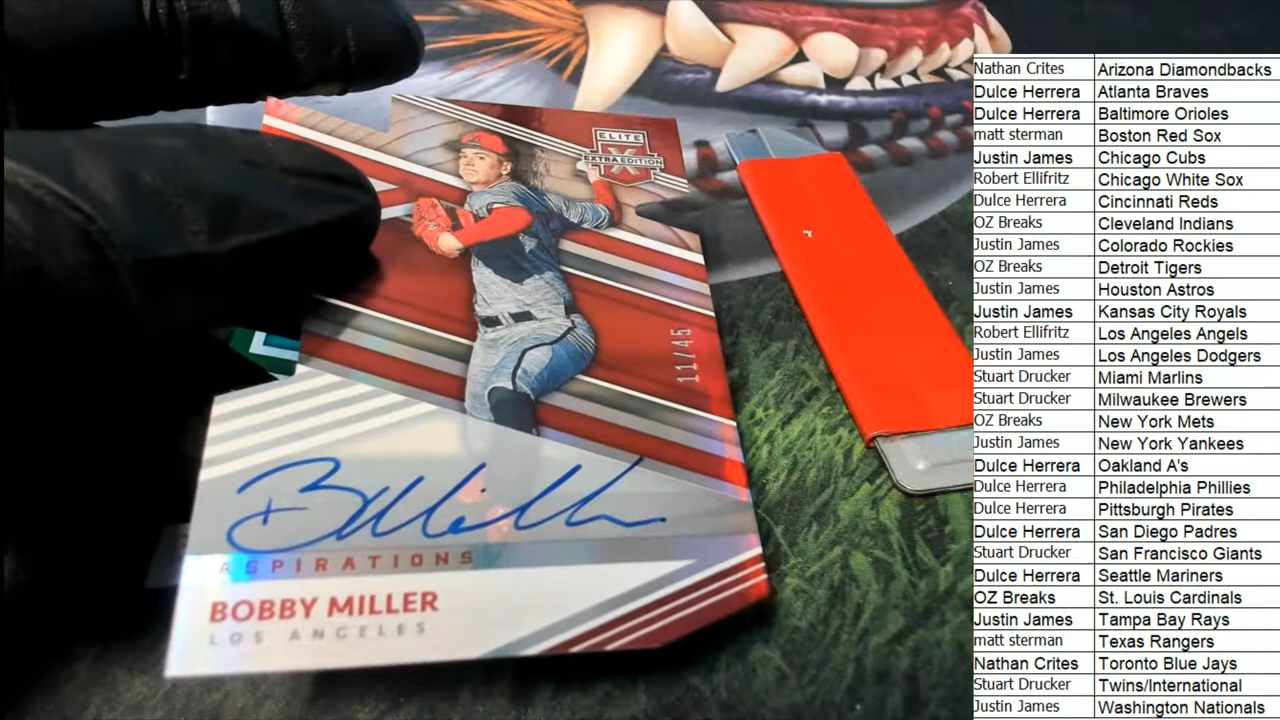 ELITE
X
EXTRA EDITION
11/45
B Miller
ASPIRATIONS
BOBBY MILLER
LOS ANGELES
Nathan Crites Arizona Diamondbacks
Dulce Herrera Atlanta Braves
Dulce Herrera Baltimore Orioles
matt sterman Boston Red Sox
Justin James Chicago Cubs
Robert Ellifritz Chicago White Sox
Dulce Herrera Cincinnati Reds
OZ Breaks Cleveland Indians
Justin James Colorado Rockies
OZ Breaks Detroit Tigers
Justin James Houston Astros
Justin James Kansas City Royals
Robert Ellifritz Los Angeles Angels
Justin James Los Angeles Dodgers
Stuart Drucker Miami Marlins
Stuart Drucker Milwaukee Brewers
OZ Breaks New York Mets
Justin James New York Yankees
Dulce Herrera Oakland A's
Dulce Herrera Philadelphia Phillies
Dulce Herrera Pittsburgh Pirates
Dulce Herrera San Diego Padres
Stuart Drucker San Francisco Giants
Dulce Herrera Seattle Mariners
OZ Breaks St. Louis Cardinals
Justin James Tampa Bay Rays
matt sterman Texas Rangers
Nathan Crites Toronto Blue Jays
Stuart Drucker Twins/International
Justin James Washington Nationals